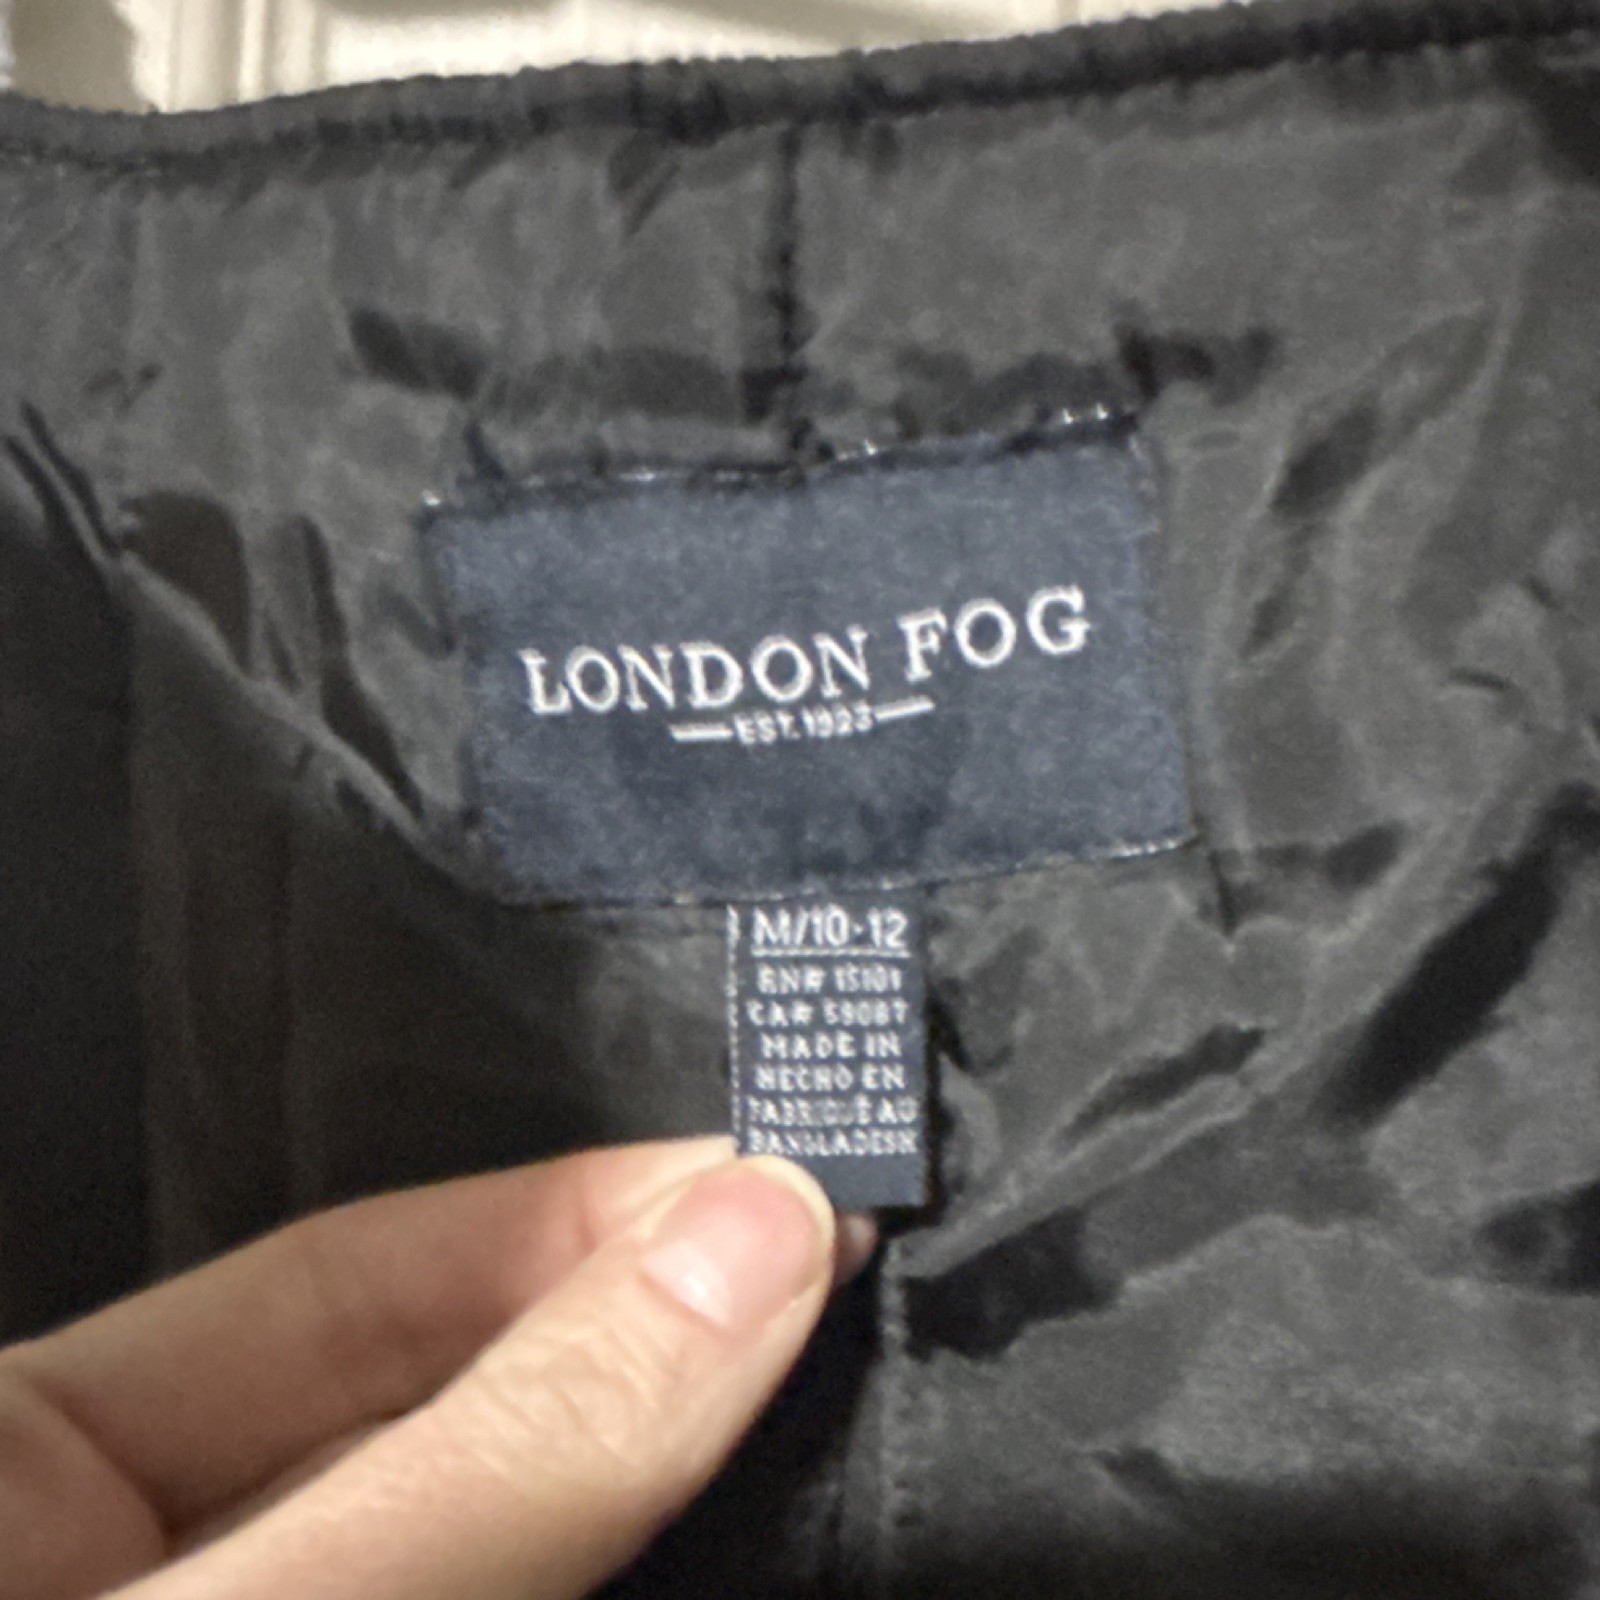 LONDON FOG
EST. 1923
M/10-12
RN# 15101
CA# 59087
MADE IN
HECHO EN
FABRIQUÉ AU
BANGLADESH